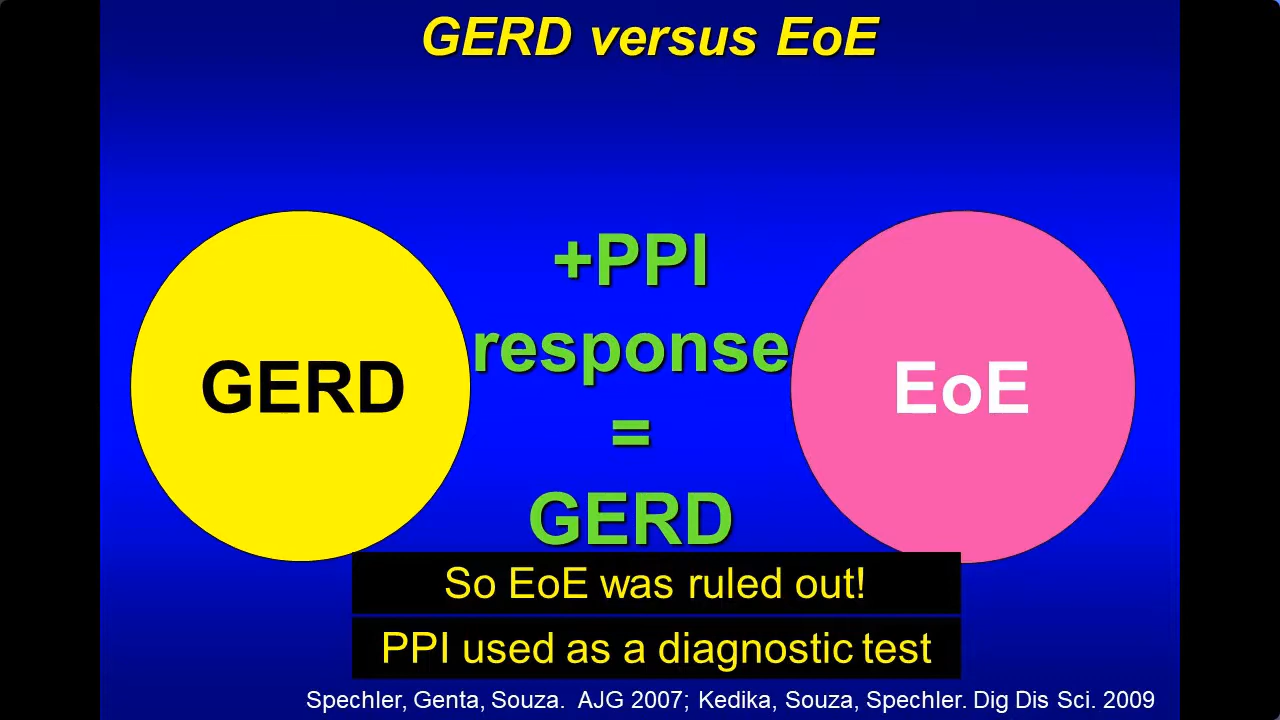 GERD versus EoE
+PPI
response
=
GERD
GERD
EoE
So EoE was ruled out!
PPI used as a diagnostic test
Spechler, Genta, Souza.  AJG 2007; Kedika, Souza, Spechler. Dig Dis Sci. 2009